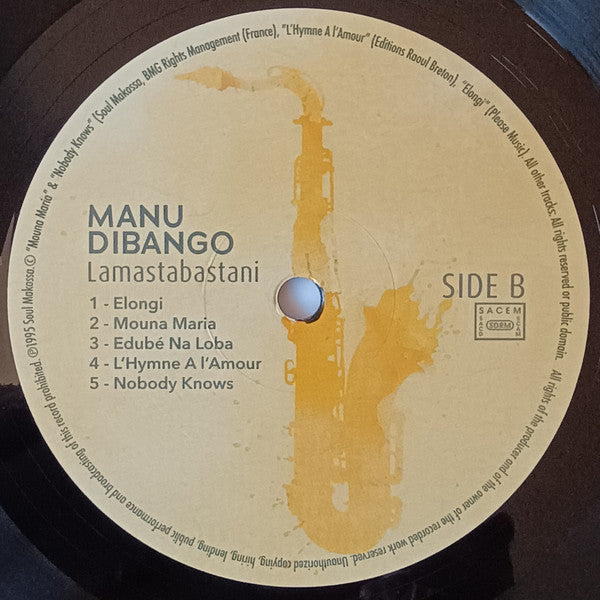 MANU
DIBANGO
Lamastabastani
1 - Elongi
2 - Mouna Maria
3 - Edubé Na Loba
4 - L'Hymne A l'Amour
5 - Nobody Knows
SIDE B
SACEM
SACD
SDRM
SCAM
℗1995 Soul Makossa.© "Mouna Maria" & "Nobody Knows" (Soul Makossa, BMG Rights Management (France), "L'Hymne A l'Amour" (Editions Raoul Breton), "Elongi" (Please Music), All other tracks: All rights reserved or public domain.
All rights of the producer and of the owner of the recorded work reserved. Unauthorized copying, hiring, lending, public performance and broadcasting of this record prohibited.